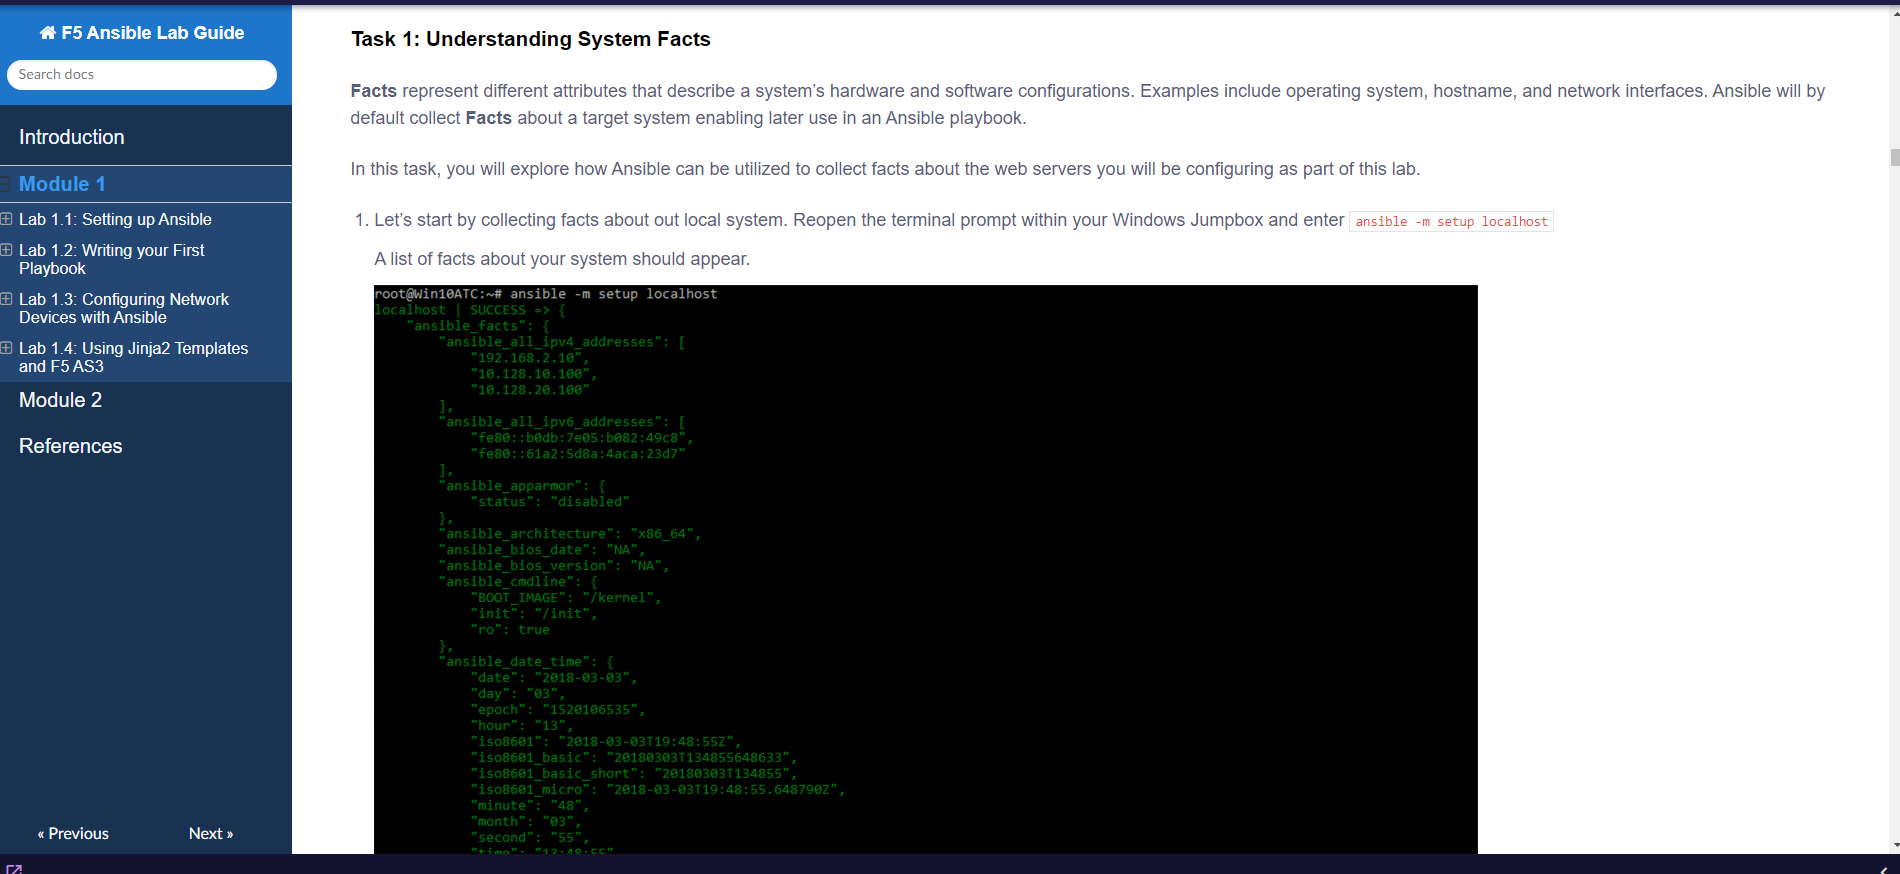 F5 Ansible Lab Guide
Search docs
Introduction
Module 1
Lab 1.1: Setting up Ansible
Lab 1.2: Writing your First
Playbook
Lab 1.3: Configuring Network
Devices with Ansible
Lab 1.4: Using Jinja2 Templates
and F5 AS3
Module 2
References
« Previous
Next »
Task 1: Understanding System Facts
Facts represent different attributes that describe a system’s hardware and software configurations. Examples include operating system, hostname, and network interfaces. Ansible will by
default collect Facts about a target system enabling later use in an Ansible playbook.
In this task, you will explore how Ansible can be utilized to collect facts about the web servers you will be configuring as part of this lab.
1. Let’s start by collecting facts about out local system. Reopen the terminal prompt within your Windows Jumpbox and enter ansible -m setup localhost
A list of facts about your system should appear.
root@Win10ATC:~# ansible -m setup localhost
localhost | SUCCESS => {
"ansible_facts": {
"ansible_all_ipv4_addresses": [
"192.168.2.10",
"10.128.10.100",
"10.128.20.100"
],
"ansible_all_ipv6_addresses": [
"fe80::b0db:7e05:b082:49c8",
"fe80::61a2:5d8a:4aca:23d7"
],
"ansible_apparmor": {
"status": "disabled"
},
"ansible_architecture": "x86_64",
"ansible_bios_date": "NA",
"ansible_bios_version": "NA",
"ansible_cmdline": {
"BOOT_IMAGE": "/kernel",
"init": "/init",
"ro": true
},
"ansible_date_time": {
"date": "2018-03-03",
"day": "03",
"epoch": "1520106535",
"hour": "13",
"iso8601": "2018-03-03T19:48:55Z",
"iso8601_basic": "20180303T134855648633",
"iso8601_basic_short": "20180303T134855",
"iso8601_micro": "2018-03-03T19:48:55.648790Z",
"minute": "48",
"month": "03",
"second": "55",
"time": "13:48:55"